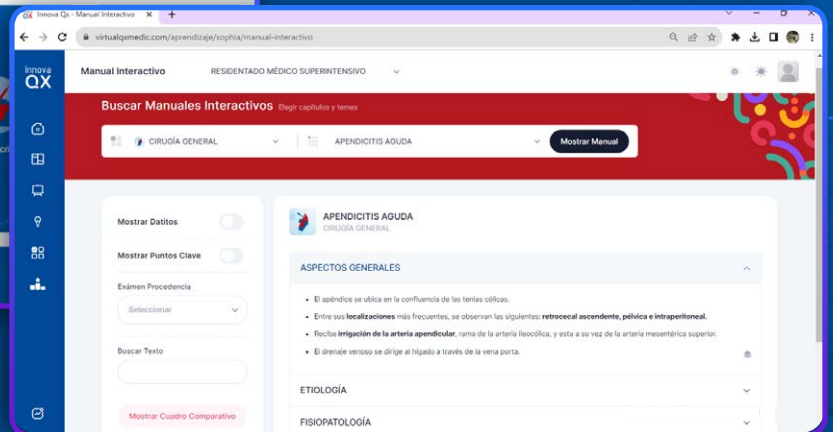 Innova Qx - Manual Interactivo
virtualqxmedic.com/aprendizaje/sophia/manual-interactivo
Innova
QX
Manual Interactivo
RESIDENTADO MÉDICO SUPERINTENSIVO
Buscar Manuales Interactivos Elegir capítulos y temas
CIRUGÍA GENERAL
APENDICITIS AGUDA
Mostrar Manual
Mostrar Datitos
Mostrar Puntos Clave
Exámen Procedencia
Seleccionar
Buscar Texto
Mostrar Cuadro Comparativo
APENDICITIS AGUDA
CIRUGÍA GENERAL
ASPECTOS GENERALES
• El apéndice se ubica en la confluencia de las tenias cólicas.
• Entre sus localizaciones más frecuentes, se observan las siguientes: retrocecal ascendente, pélvica e intraperitoneal.
• Recibe irrigación de la arteria apendicular, rama de la arteria ileocólica, y esta a su vez de la arteria mesentérica superior.
• El drenaje venoso se dirige al hígado a través de la vena porta.
ETIOLOGÍA
FISIOPATOLOGÍA